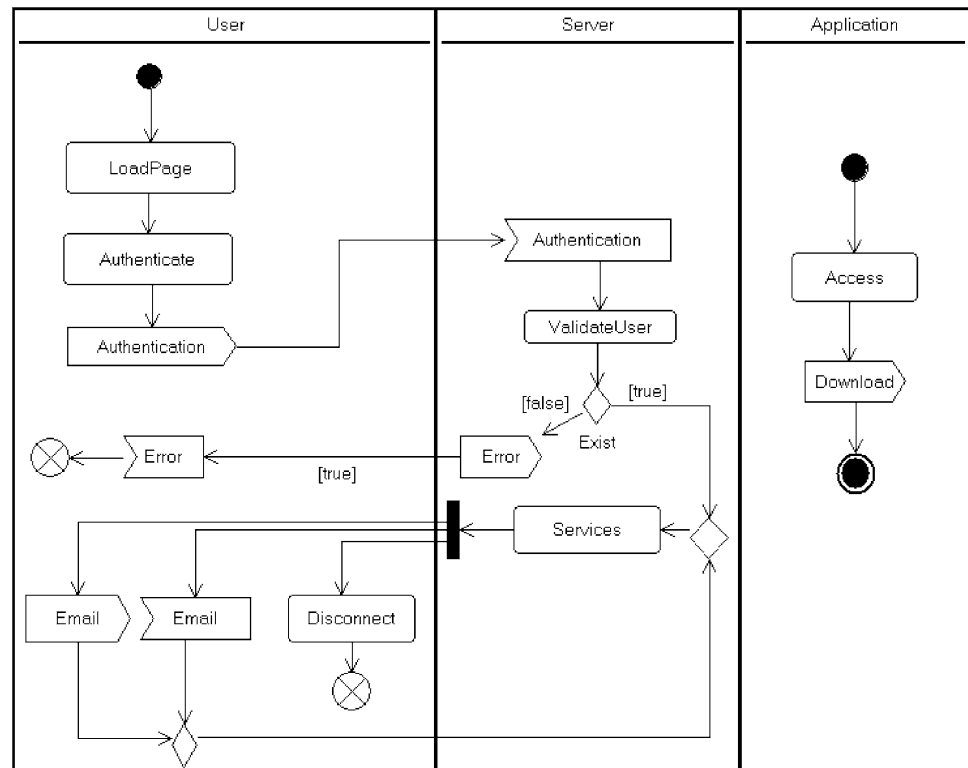 User
Server
Application
LoadPage
Authenticate
Authentication
Authentication
ValidateUser
[false]
[true]
Exist
Error
Error
[true]
Services
Email
Email
Disconnect
Access
Download